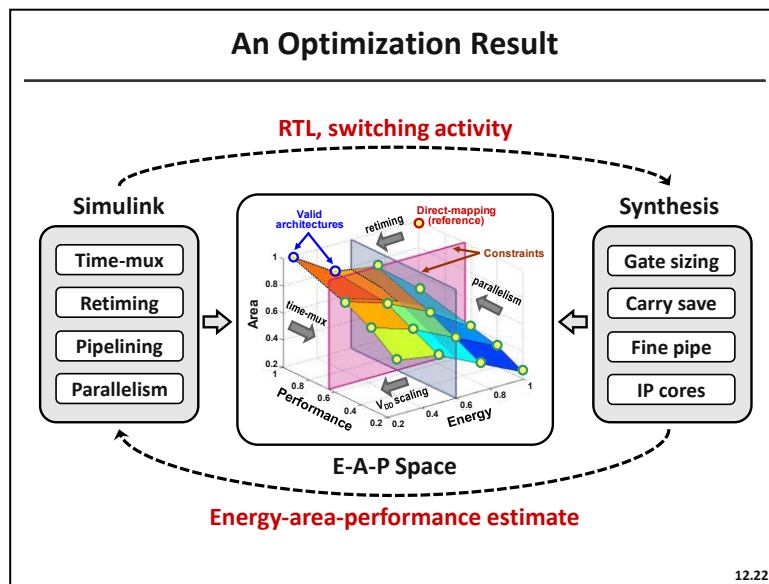 An Optimization Result
RTL, switching activity
Simulink
Time-mux
Retiming
Pipelining
Parallelism
Valid
architectures
retiming
Direct-mapping
(reference)
Constraints
parallelism
time-mux
V_DD scaling
Area
1
0.8
0.6
0.4
0.2
Performance
1
0.8
0.6
0.4
0.2
Energy
0.2
0.4
0.6
0.8
1
E-A-P Space
Synthesis
Gate sizing
Carry save
Fine pipe
IP cores
Energy-area-performance estimate
12.22